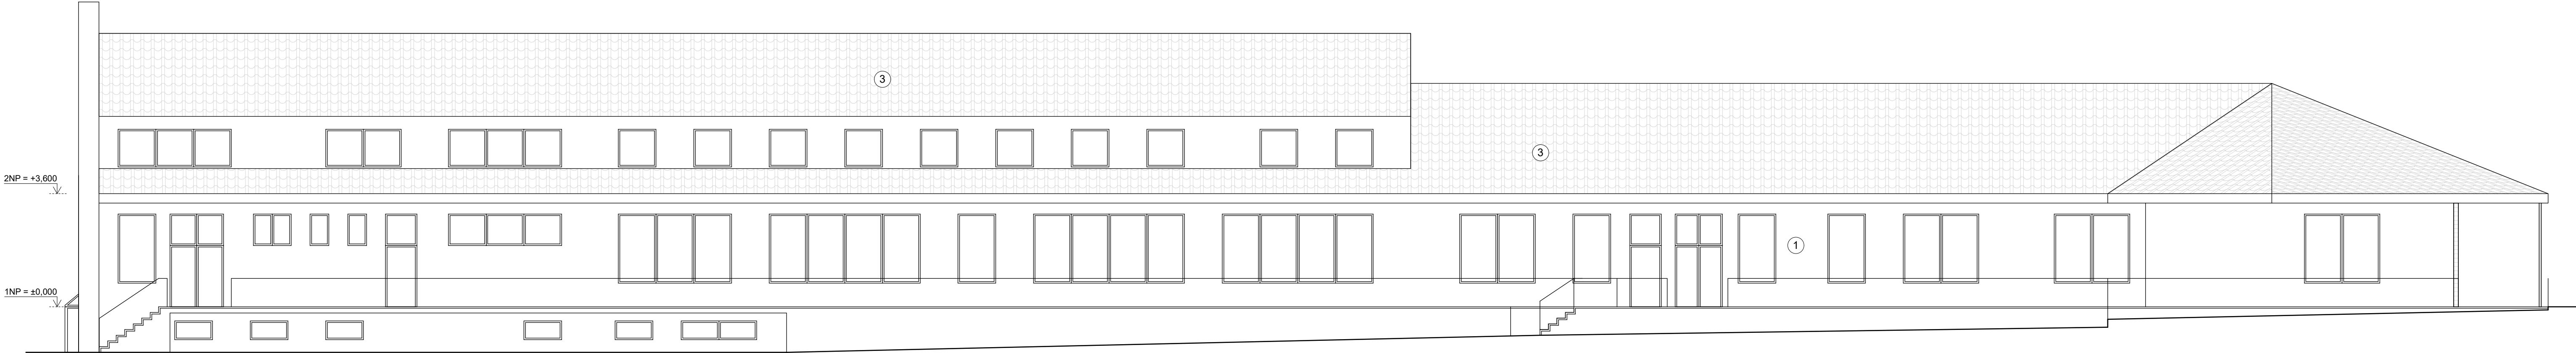 3
3
2NP = +3,600
1
1NP = ±0,000